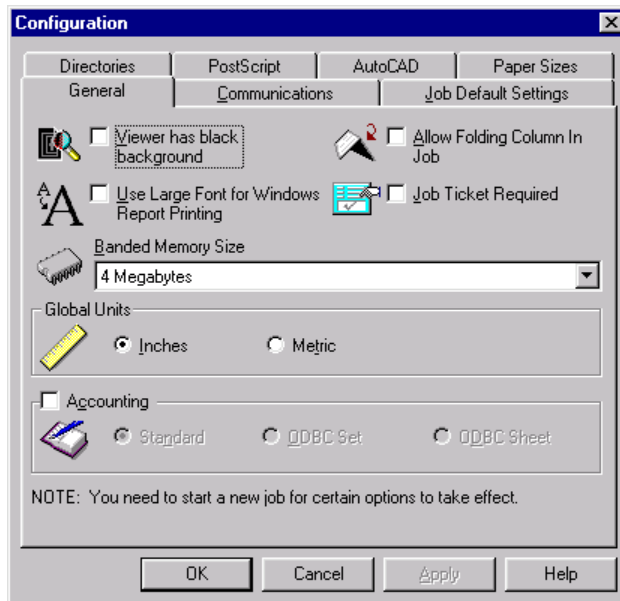 Configuration
Directories PostScript AutoCAD Paper Sizes
General Communications Job Default Settings
Viewer has black
background
Allow Folding Column In
Job
Use Large Font for Windows
Report Printing
Job Ticket Required
Banded Memory Size
4 Megabytes
Global Units
Inches Metric
Accounting
Standard ODBC Set ODBC Sheet
NOTE: You need to start a new job for certain options to take effect.
OK Cancel Apply Help